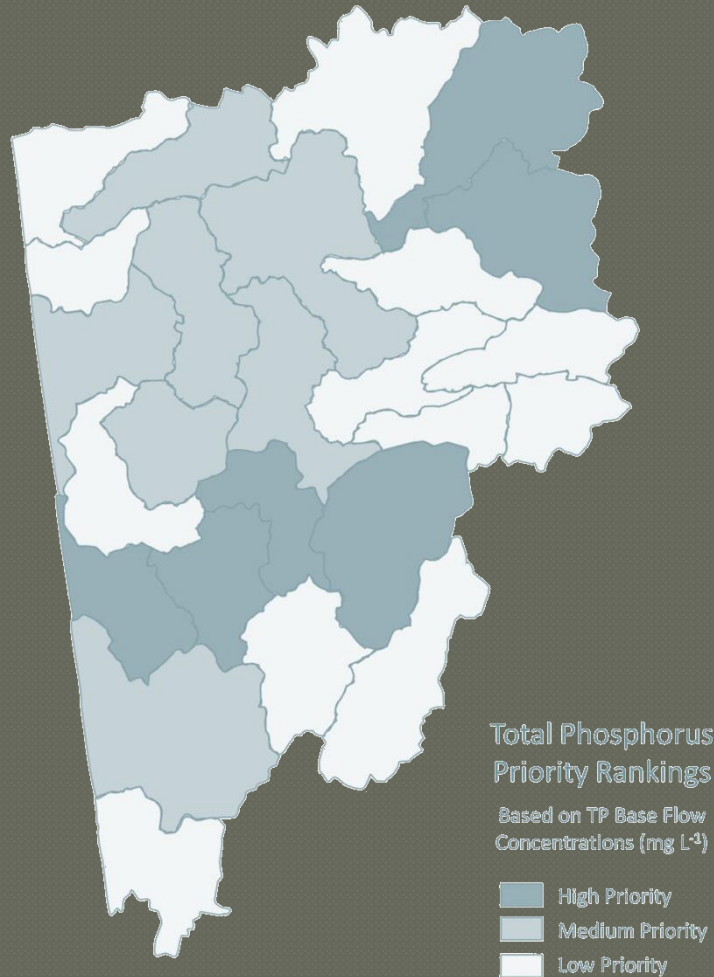 Total Phosphorus
Priority Rankings
Based on TP Base Flow
Concentrations (mg L⁻¹)
High Priority
Medium Priority
Low Priority